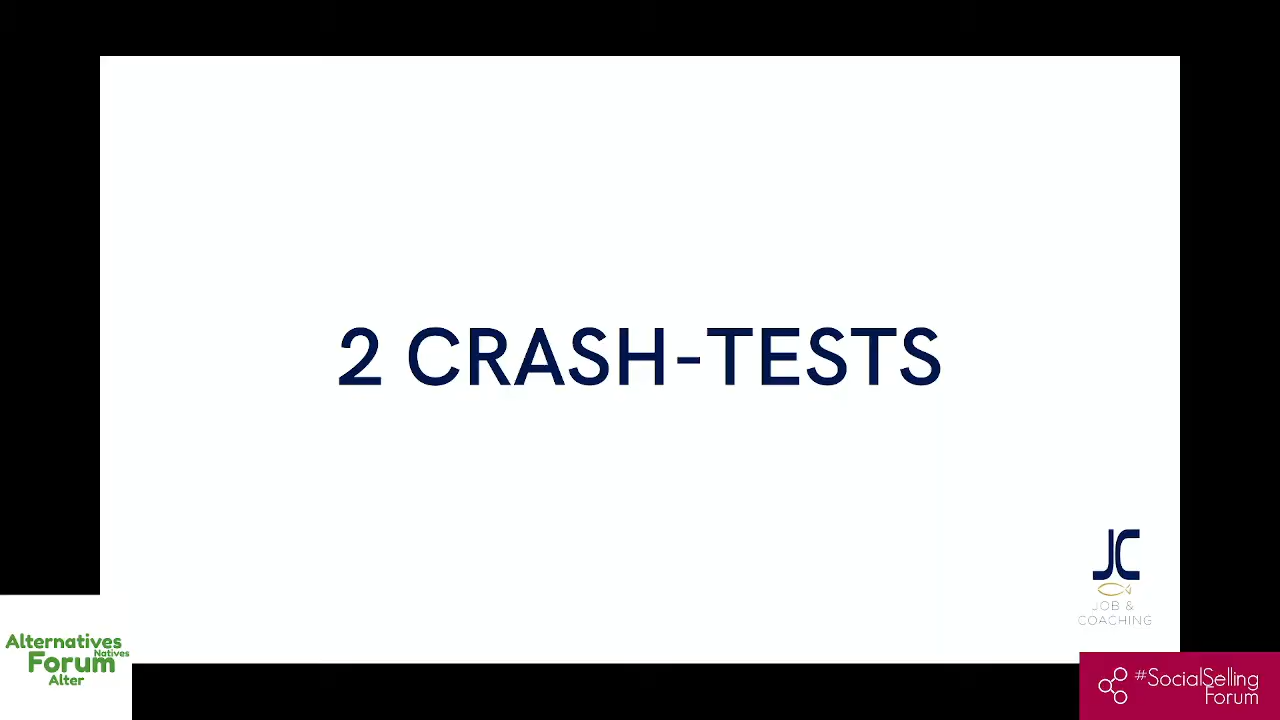 2 CRASH-TESTS
JC
JOB &
COACHING
Alternatives
Natives
Forum
Alter
#SocialSelling
Forum